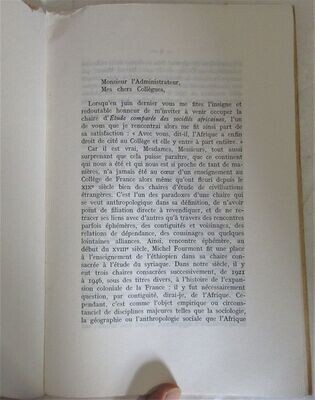 Monsieur l'Administrateur,
Mes chers Collègues,
Lorsqu'en juin dernier vous me fîtes l'insigne et
redoutable honneur de m'inviter à venir occuper la
chaire d'Étude comparée des sociétés africaines, l'un
de vous que je rencontrai alors me fit ainsi part de
sa satisfaction : « Avec vous, dit-il, l'Afrique a enfin
droit de cité au Collège et elle y entre à part entière. »
Car il est vrai, Mesdames, Messieurs, tout aussi
surprenant que cela puisse paraître, que ce continent
qui nous est échu et qui nous est si proche de tant de ma-
nières, n'a jamais été au cœur d'un enseignement au
Collège de France alors même qu'ont fleuri depuis le
XIXe siècle bien des chaires d'étude de civilisations
étrangères. C'est l'un des paradoxes d'une chaire qui
se veut anthropologique dans sa définition, de n'avoir
pas de filiation directe à revendiquer, et de ne re-
tracer ses liens avec d'autres qu'à travers des rencontres
parfois éphémères, des contiguïtés et voisinages, des
relations de dépendance, des cousinages ou quelques
lointaines alliances. Ainsi, rencontre éphémère, au
début du XVIIIe siècle, Michel Fourmont fit une place
à l'enseignement de l'éthiopien dans sa chaire con-
sacrée à l'étude du syriaque. Dans notre siècle, il y
eut trois chaires consacrées successivement, de 1921
à 1946, sous des titres divers, à l'histoire de l'expan-
sion coloniale de la France : il y fut nécessairement
question, par contiguïté, dirai-je, de l'Afrique. Ce-
pendant, c'est comme l'objet empirique ou circons-
tanciel de disciplines majeures telles que la sociologie,
la géographie ou l'anthropologie sociale que l'Afrique